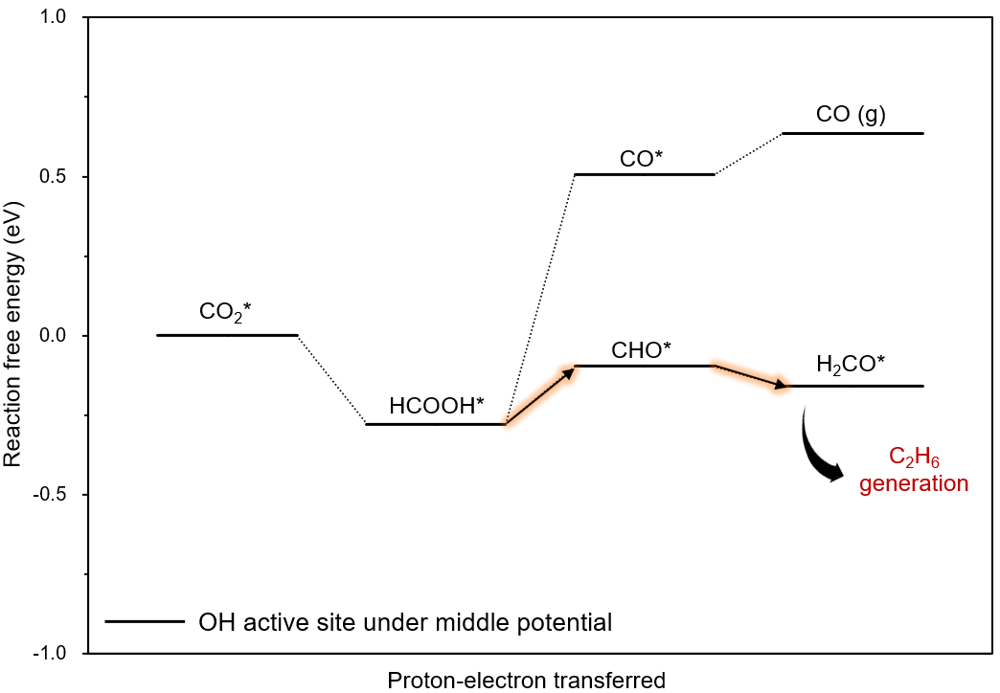 1.0
CO (g)
CO*
0.5
CO₂*
0.0
CHO*
H₂CO*
HCOOH*
C₂H₆
generation
-0.5
OH active site under middle potential
-1.0
Reaction free energy (eV)
Proton-electron transferred